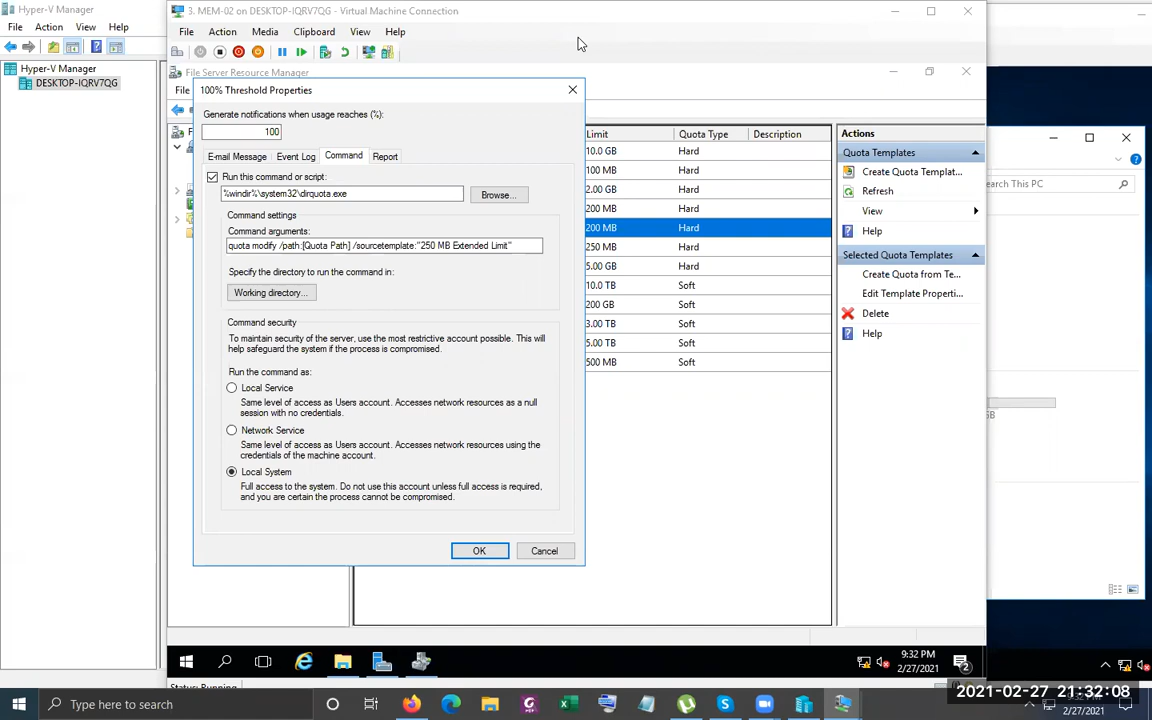 Hyper-V Manager
File Action View Help
Hyper-V Manager
DESKTOP-IQRV7QG
3. MEM-02 on DESKTOP-IQRV7QG - Virtual Machine Connection
File Action Media Clipboard View Help
File Server Resource Manager
File
100% Threshold Properties
Generate notifications when usage reaches (%):
100
E-mail Message Event Log Command Report
Run this command or script:
%windir%\system32\dirquota.exe
Browse...
Command settings
Command arguments:
quota modify /path:[Quota Path] /sourcetemplate:"250 MB Extended Limit"
Specify the directory to run the command in:
Working directory...
Command security
To maintain security of the server, use the most restrictive account possible. This will
help safeguard the system if the process is compromised.
Run the command as:
Local Service
Same level of access as Users account. Accesses network resources as a null
session with no credentials.
Network Service
Same level of access as Users account. Accesses network resources using the
credentials of the machine account.
Local System
Full access to the system. Do not use this account unless full access is required,
and you are certain the process cannot be compromised.
OK Cancel
Limit Quota Type Description
10.0 GB Hard
100 MB Hard
2.00 GB Hard
200 MB Hard
200 MB Hard
250 MB Hard
5.00 GB Hard
10.0 TB Soft
200 GB Soft
3.00 TB Soft
5.00 TB Soft
500 MB Soft
Actions
Quota Templates
Create Quota Templat...
Refresh
View
Help
Selected Quota Templates
Create Quota from Te...
Edit Template Properti...
Delete
Help
earch This PC
9:32 PM
2/27/2021
2
Status: Running
Type here to search
2021-02-27 21:32:08
2/27/2021